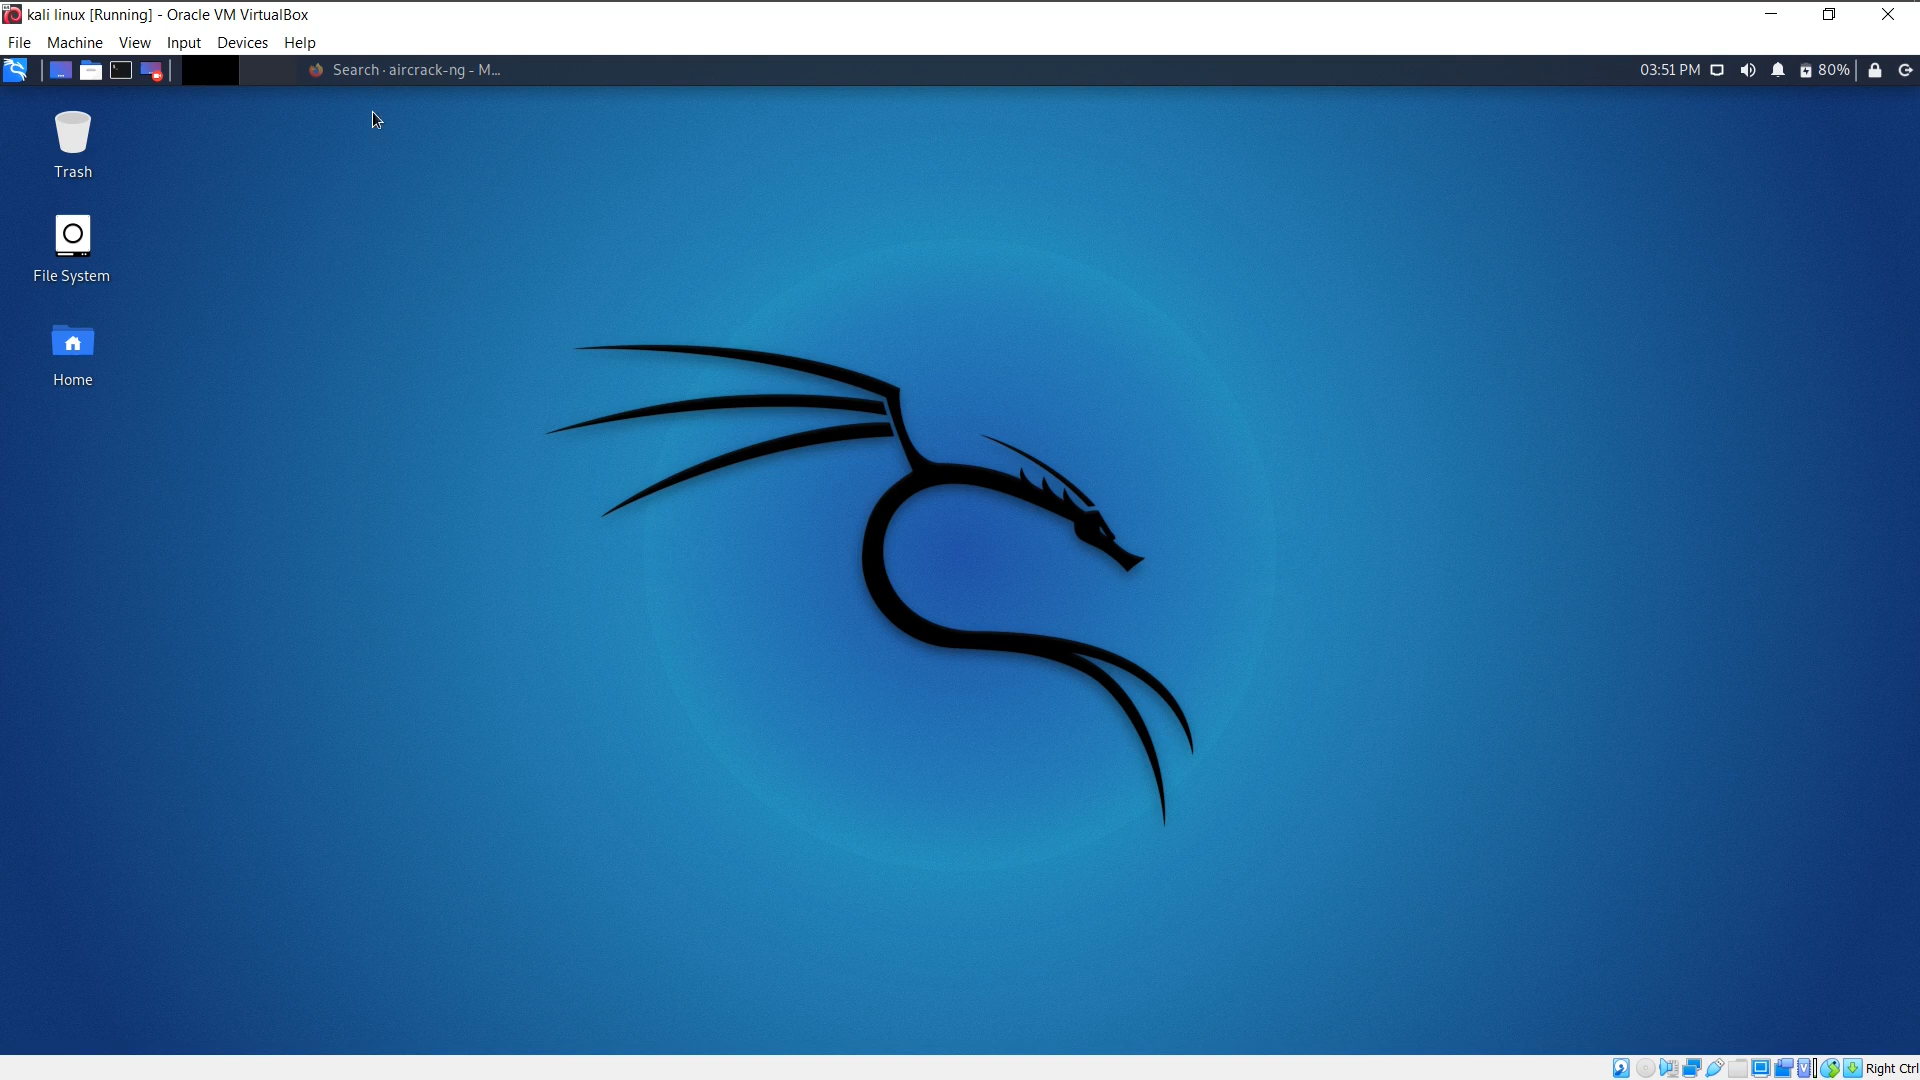 kali linux [Running] - Oracle VM VirtualBox
File Machine View Input Devices Help
Search · aircrack-ng - M...
03:51 PM
80%
Trash
File System
Home
Right Ctrl